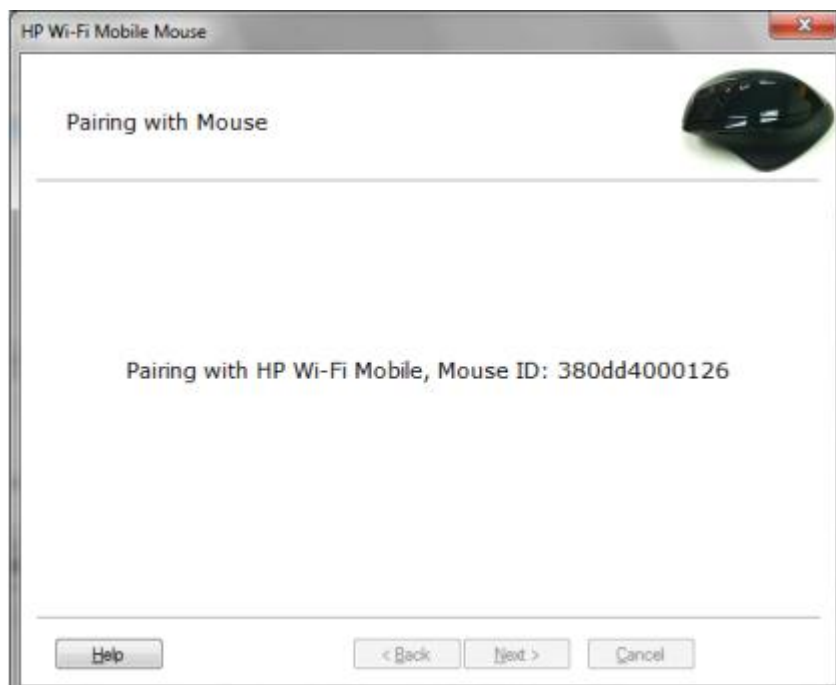 HP Wi-Fi Mobile Mouse
Pairing with Mouse
Pairing with HP Wi-Fi Mobile, Mouse ID: 380dd4000126
Help
< Back
Next >
Cancel